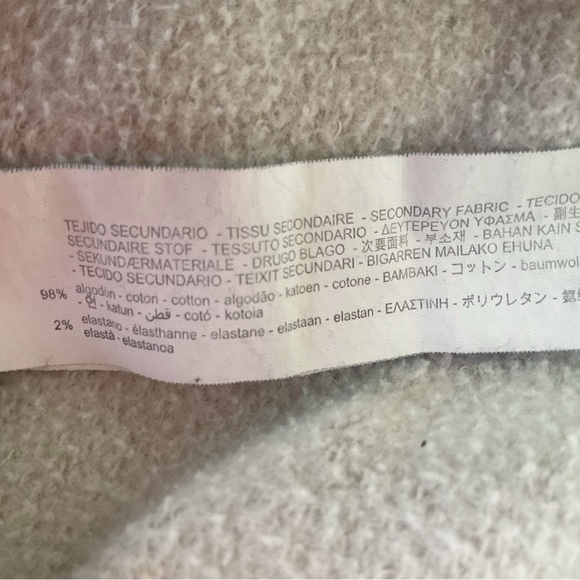 TEJIDO SECUNDARIO - TISSU SECONDAIRE - SECONDARY FABRIC - TECIDO
SECUNDAIRE STOF - TESSUTO SECONDARIO - ΔΕΥΤΕΡΕΥΟΝ ΥΦΑΣΜΑ - 副生
- SEKUNDÆRMATERIALE - DRUGO BLAGO - 次要面料 - 부소재 - BAHAN KAIN S
- TECIDO SECUNDARIO - TEIXIT SECUNDARI - BIGARREN MAILAKO EHUNA
98% algodón - coton - cotton - algodão - katoen - cotone - ΒΑΜΒΑΚΙ - コットン - baumwol
- 면 - katun - قطن - cotó - kotoia
2% elastano - élasthanne - elastane - elastaan - elastan - ΕΛΑΣΤΙΝΗ - ポリウレタン - 氨
elastà - elastanoa